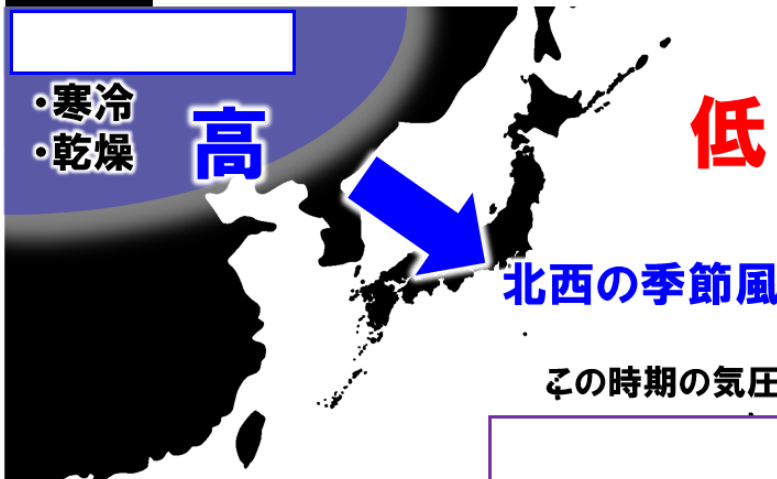 ・寒冷
・乾燥
高
低
北西の季節風
この時期の気圧